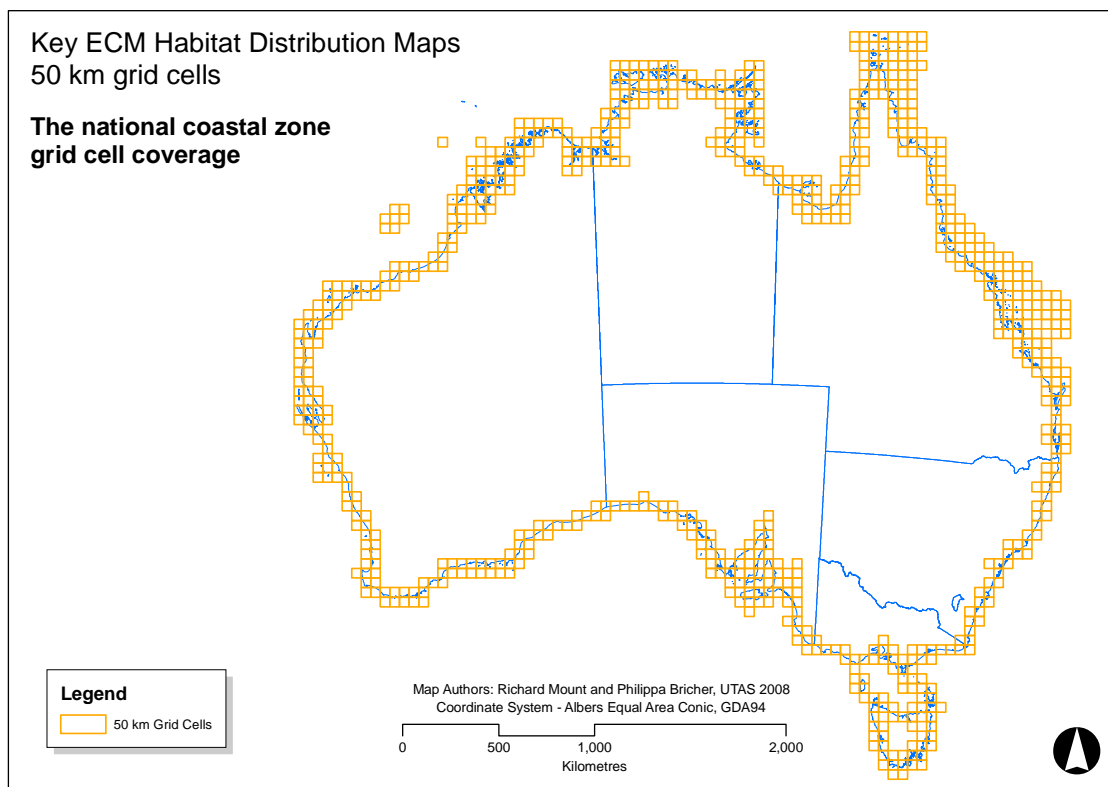 Key ECM Habitat Distribution Maps
50 km grid cells
The national coastal zone
grid cell coverage
Legend
50 km Grid Cells
Map Authors: Richard Mount and Philippa Bricher, UTAS 2008
Coordinate System - Albers Equal Area Conic, GDA94
0 500 1,000 2,000
Kilometres